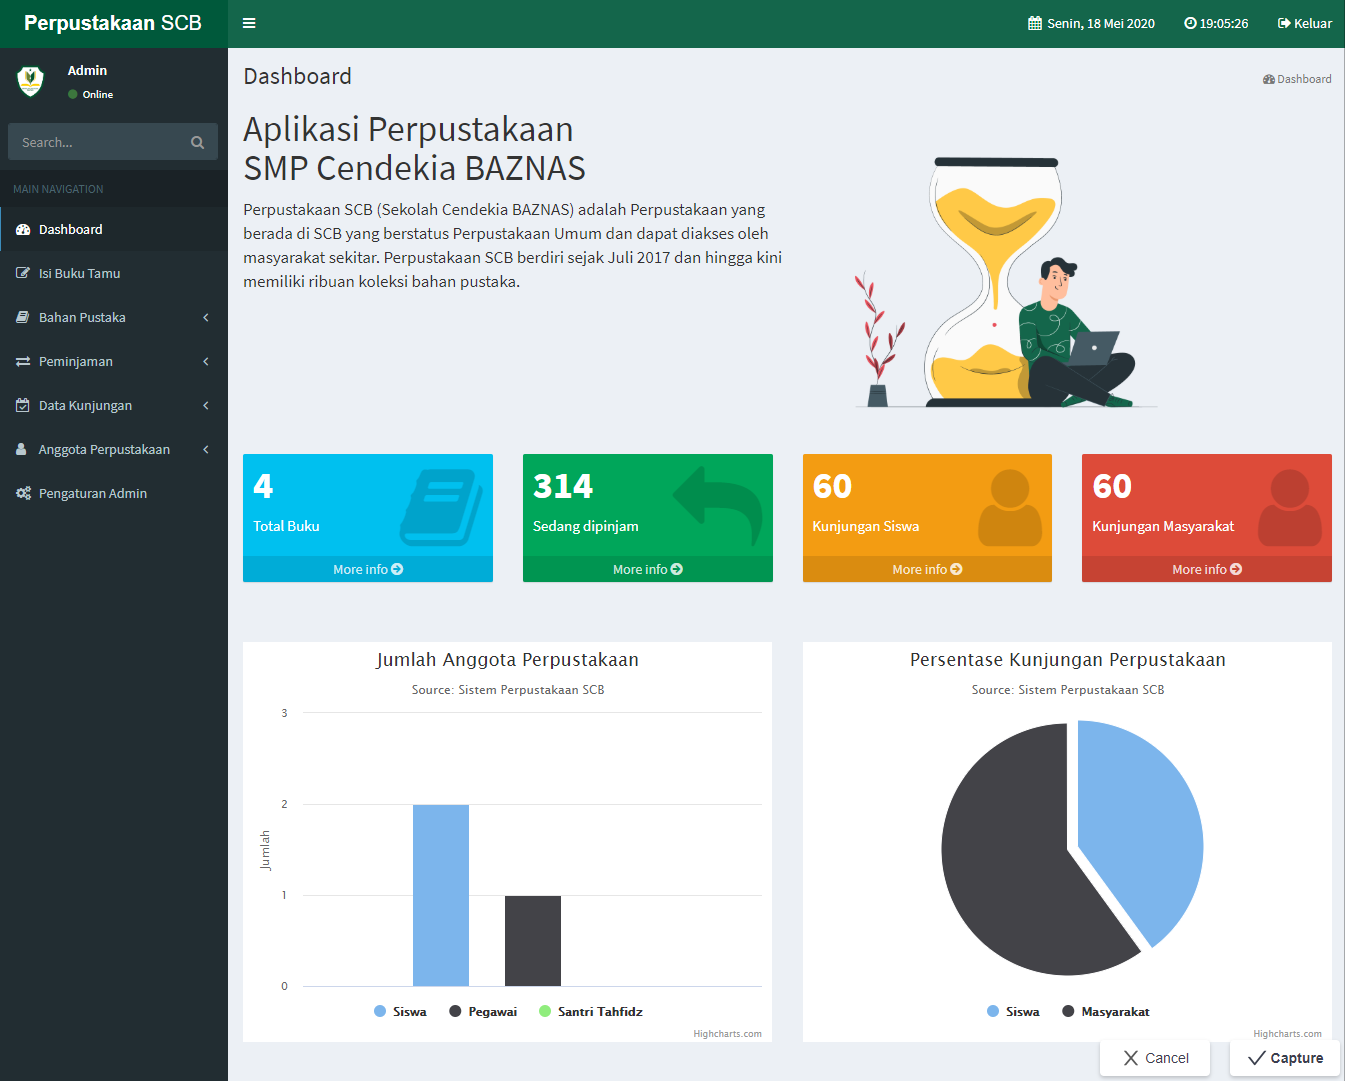 Perpustakaan SCB
Senin, 18 Mei 2020
19:05:26
Keluar
Admin
Online
Search...
MAIN NAVIGATION
Dashboard
Isi Buku Tamu
Bahan Pustaka
Peminjaman
Data Kunjungan
Anggota Perpustakaan
Pengaturan Admin
Dashboard
Dashboard
Aplikasi Perpustakaan
SMP Cendekia BAZNAS
Perpustakaan SCB (Sekolah Cendekia BAZNAS) adalah Perpustakaan yang
berada di SCB yang berstatus Perpustakaan Umum dan dapat diakses oleh
masyarakat sekitar. Perpustakaan SCB berdiri sejak Juli 2017 dan hingga kini
memiliki ribuan koleksi bahan pustaka.
4
Total Buku
More info
314
Sedang dipinjam
More info
60
Kunjungan Siswa
More info
60
Kunjungan Masyarakat
More info
Jumlah Anggota Perpustakaan
Source: Sistem Perpustakaan SCB
3
2
1
0
Jumlah
Siswa
Pegawai
Santri Tahfidz
Highcharts.com
Persentase Kunjungan Perpustakaan
Source: Sistem Perpustakaan SCB
Siswa
Masyarakat
Highcharts.com
Cancel
Capture